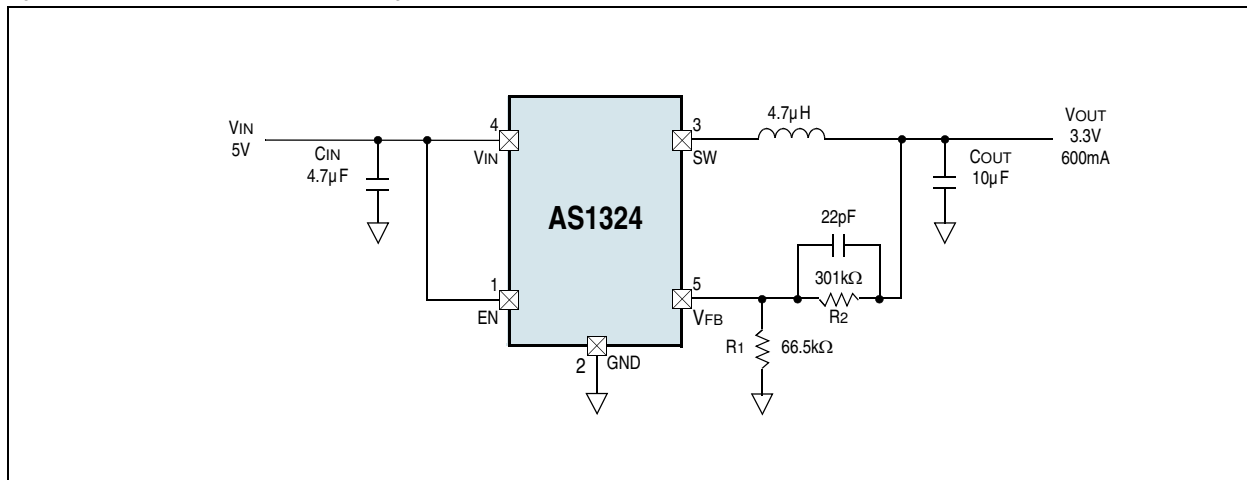 VIN
5V
CIN
4.7µF
4
VIN
1
EN
AS1324
2
GND
3
SW
4.7µH
5
VFB
R1
66.5kΩ
22pF
301kΩ
R2
COUT
10µF
VOUT
3.3V
600mA